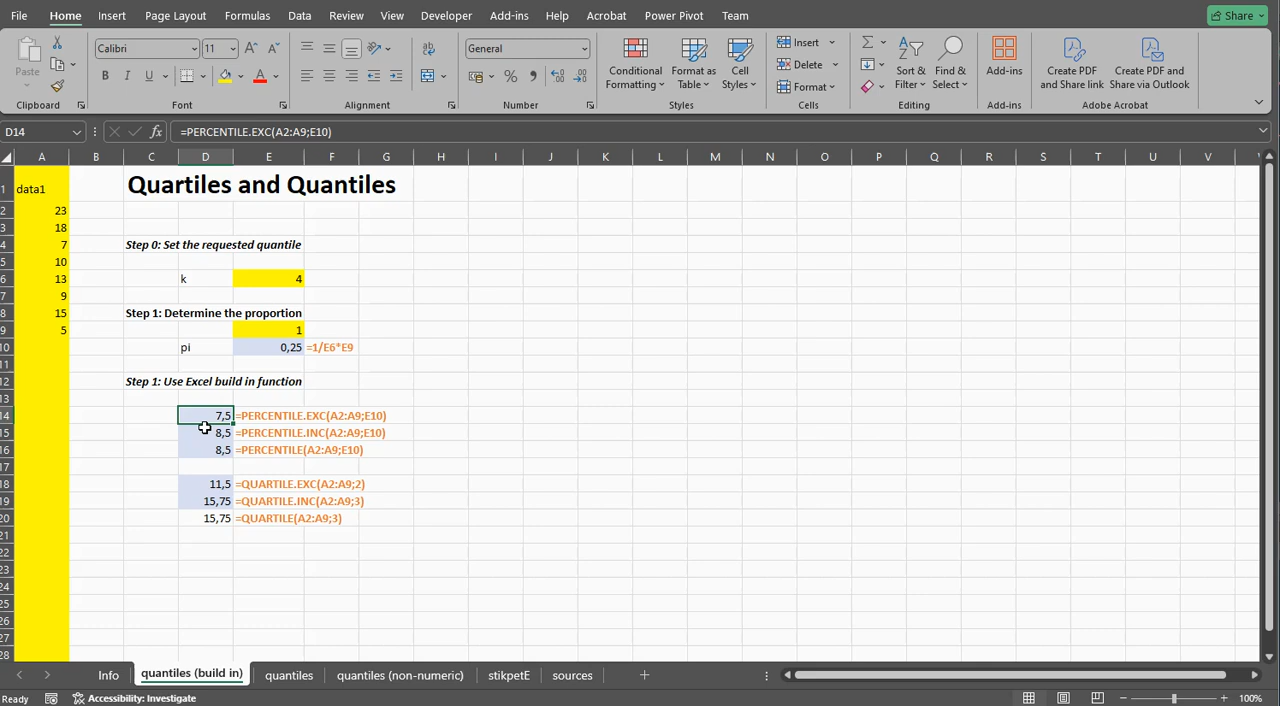 File Home Insert Page Layout Formulas Data Review View Developer Add-ins Help Acrobat Power Pivot Team Share
Calibri 11 General
Paste
B I U A
Conditional Formatting
Format as Table
Cell Styles
Insert
Delete
Format
Sort & Filter
Find & Select
Add-ins
Create PDF and Share link
Create PDF and Share via Outlook
Clipboard Font Alignment Number Styles Cells Editing Add-ins Adobe Acrobat
D14 fx =PERCENTILE.EXC(A2:A9;E10)
A B C D E F G H I J K L M N O P Q R S T U V
1 data1 Quartiles and Quantiles
2 23
3 18
4 7 Step 0: Set the requested quantile
5 10
6 13 k 4
7 9
8 15 Step 1: Determine the proportion
9 5 1
10 pi 0,25 =1/E6*E9
11
12 Step 1: Use Excel build in function
13
14 7,5 =PERCENTILE.EXC(A2:A9;E10)
15 8,5 =PERCENTILE.INC(A2:A9;E10)
16 8,5 =PERCENTILE(A2:A9;E10)
17
18 11,5 =QUARTILE.EXC(A2:A9;2)
19 15,75 =QUARTILE.INC(A2:A9;3)
20 15,75 =QUARTILE(A2:A9;3)
21
22
23
24
25
26
27
28
Info quantiles (build in) quantiles quantiles (non-numeric) stikpetE sources
Ready Accessibility: Investigate 100%